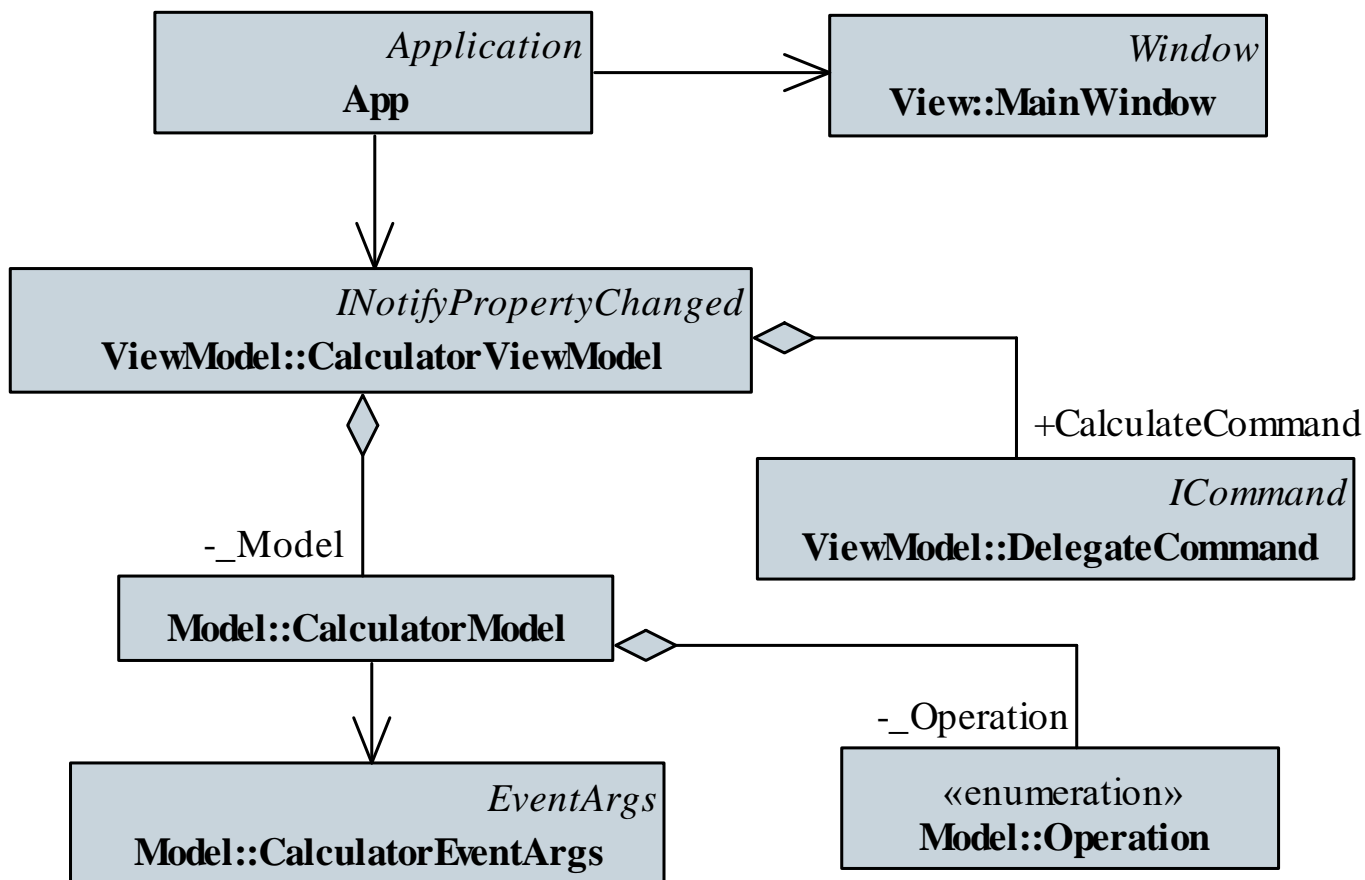 Application
App
Window
View::MainWindow
INotifyPropertyChanged
ViewModel::CalculatorViewModel
+CalculateCommand
ICommand
ViewModel::DelegateCommand
-_Model
Model::CalculatorModel
-_Operation
«enumeration»
Model::Operation
EventArgs
Model::CalculatorEventArgs